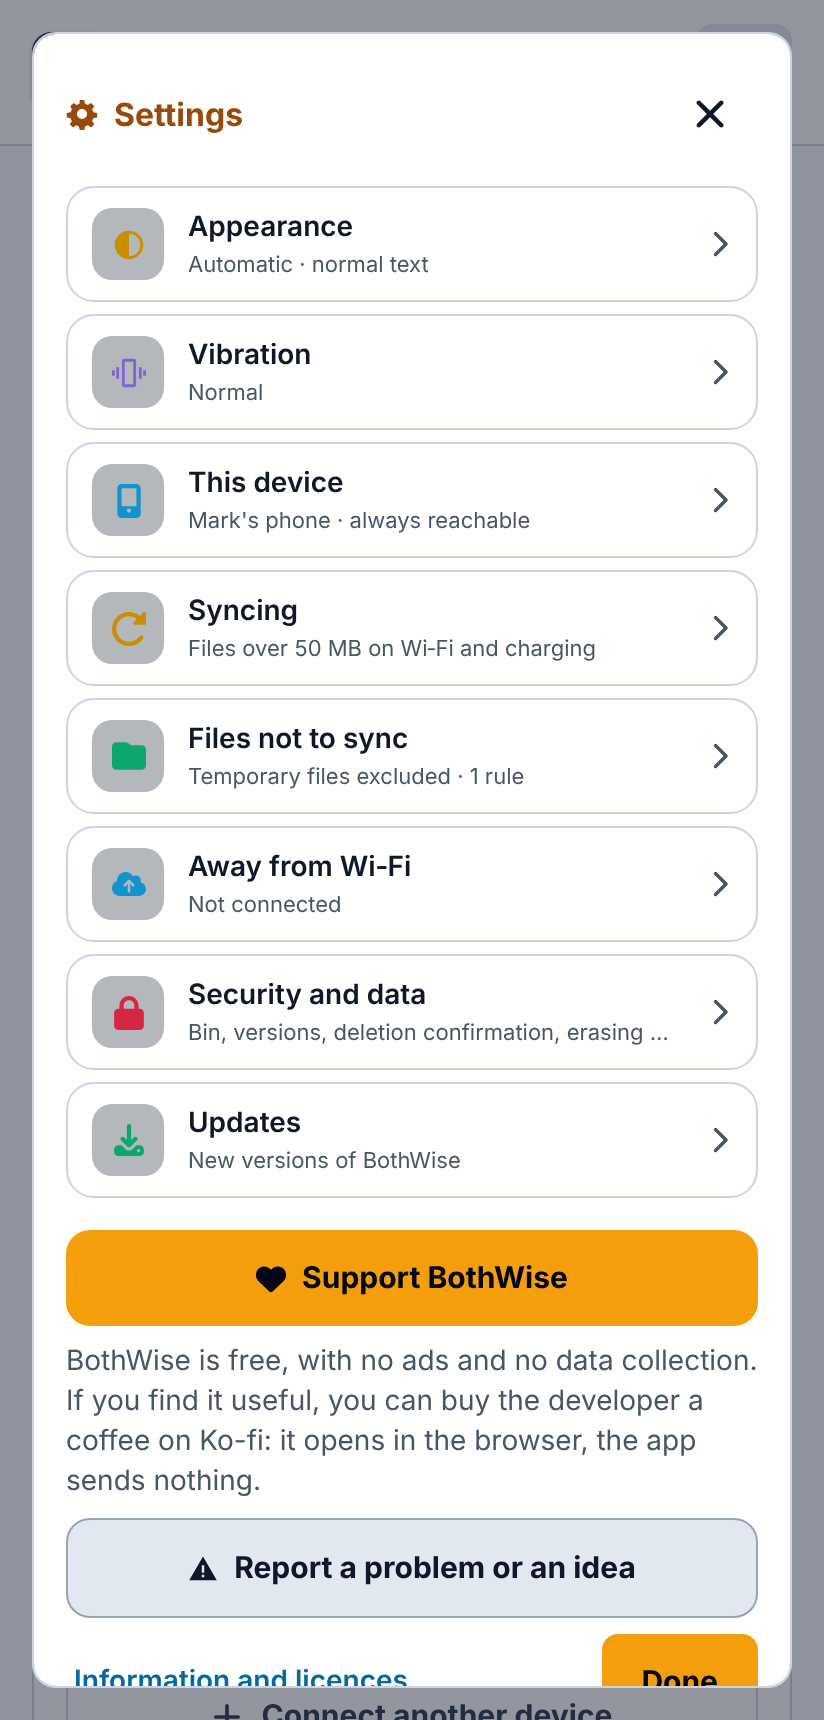 Settings
Appearance
Automatic · normal text
Vibration
Normal
This device
Mark's phone · always reachable
Syncing
Files over 50 MB on Wi-Fi and charging
Files not to sync
Temporary files excluded · 1 rule
Away from Wi-Fi
Not connected
Security and data
Bin, versions, deletion confirmation, erasing ...
Updates
New versions of BothWise
Support BothWise
BothWise is free, with no ads and no data collection.
If you find it useful, you can buy the developer a
coffee on Ko-fi: it opens in the browser, the app
sends nothing.
Report a problem or an idea
Information and licences
Done
Connect another device